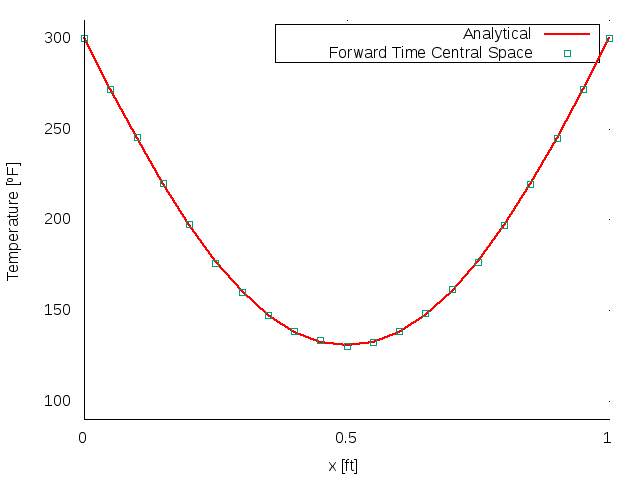 Analytical
Forward Time Central Space
300
250
200
150
100
Temperature [ºF]
0
0.5
1
x [ft]